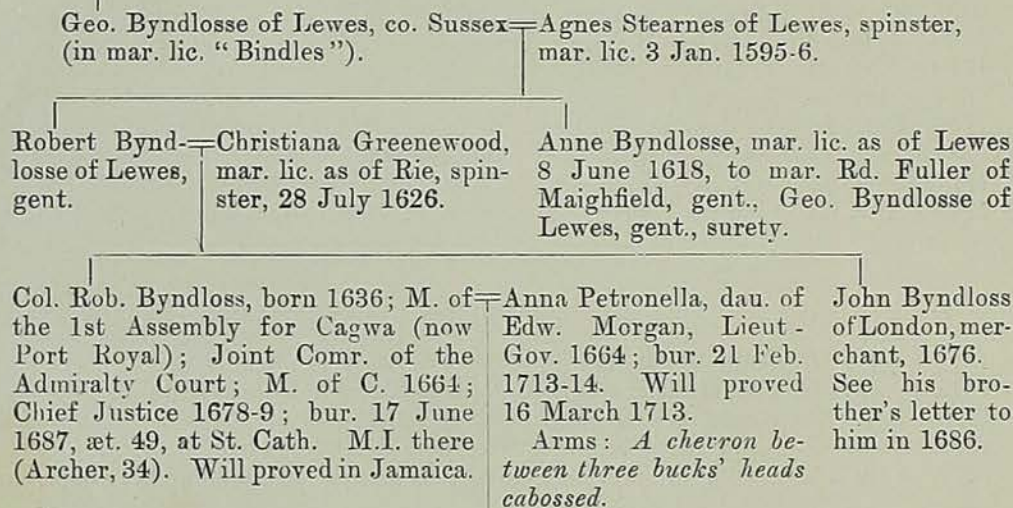 Geo. Byndlosse of Lewes, co. Sussex=Agnes Stearnes of Lewes, spinster,
(in mar. lic. “ Bindles ”).
mar. lic. 3 Jan. 1595-6.
Robert Bynd-
losse of Lewes,
gent.
=Christiana Greenewood,
mar. lic. as of Rie, spin-
ster, 28 July 1626.
Anne Byndlosse, mar. lic. as of Lewes
8 June 1618, to mar. Rd. Fuller of
Maighfield, gent., Geo. Byndlosse of
Lewes, gent., surety.
Col. Rob. Byndloss, born 1636; M. of
the 1st Assembly for Cagwa (now
Port Royal); Joint Comr. of the
Admiralty Court; M. of C. 1664;
Chief Justice 1678-9; bur. 17 June
1687, æt. 49, at St. Cath. M.I. there
(Archer, 34). Will proved in Jamaica.
=Anna Petronella, dau. of
Edw. Morgan, Lieut-
Gov. 1664; bur. 21 Feb.
1713-14. Will proved
16 March 1713.
Arms: A chevron be-
tween three bucks' heads
cabossed.
John Byndloss
of London, mer-
chant, 1676.
See his bro-
ther's letter to
him in 1686.